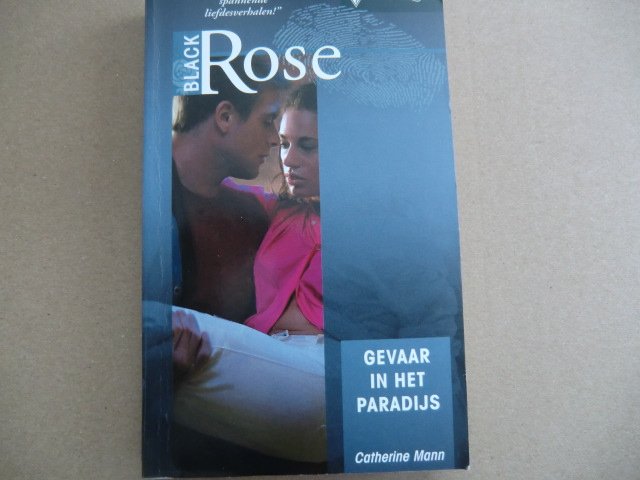 spannende
liefdesverhalen!"
BLACK
Rose
GEVAAR
IN HET
PARADIJS
Catherine Mann